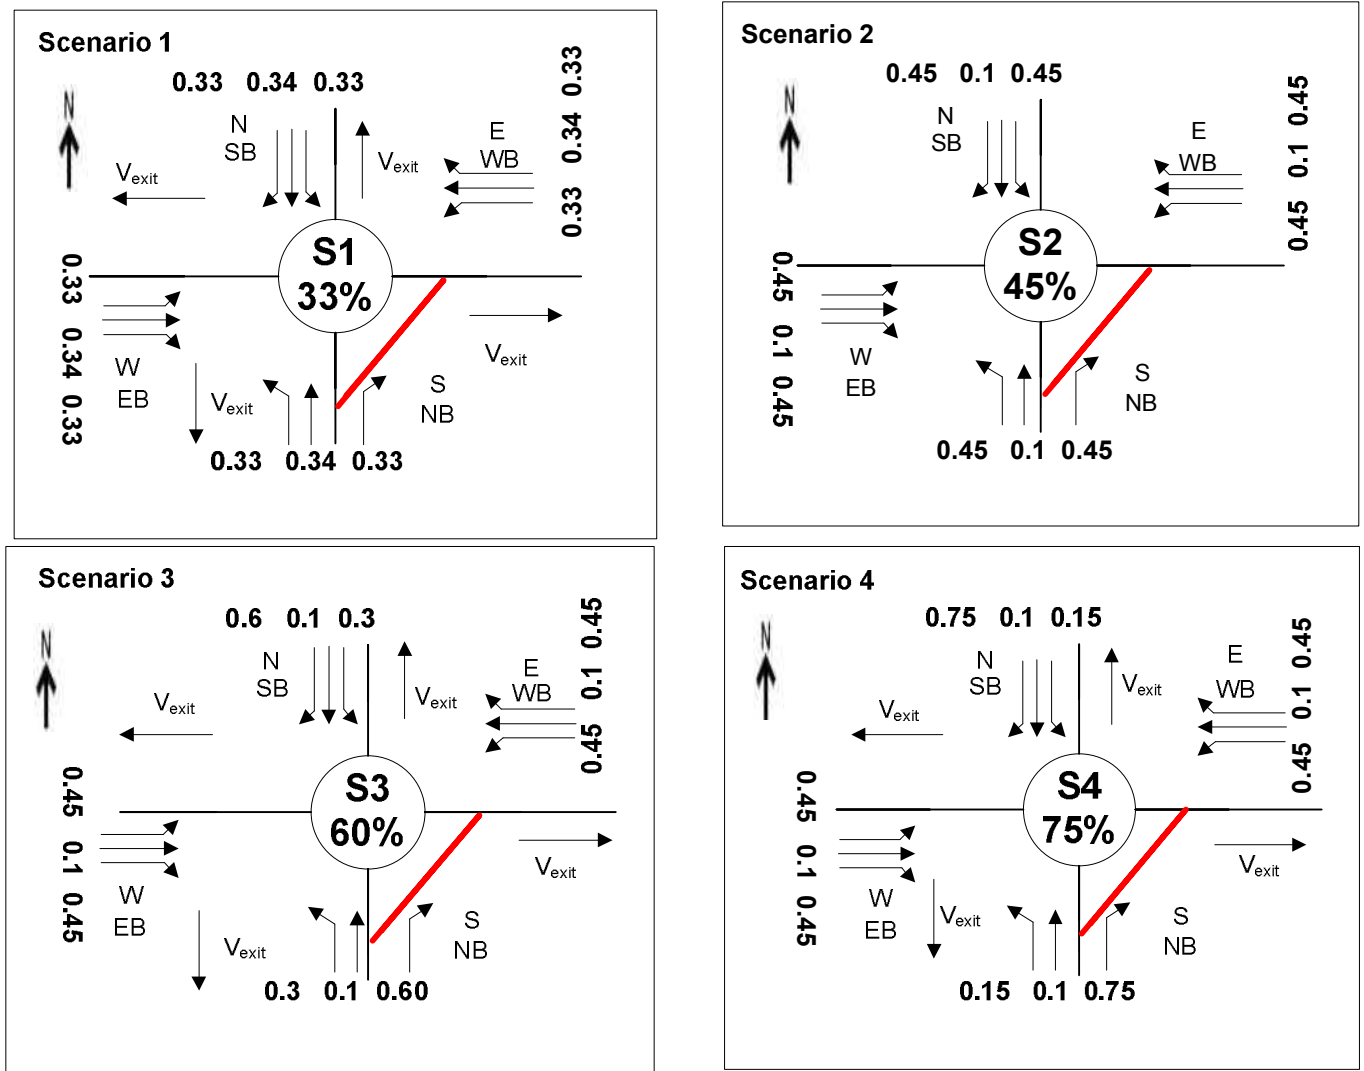 Scenario 1
0.33 0.34 0.33
0.33 0.34 0.33
N
N
SB
E
WB
Vexit
Vexit
S1
33%
0.33 0.34 0.33
W
EB
Vexit
Vexit
S
NB
0.33 0.34 0.33
Scenario 2
0.45 0.1 0.45
0.45 0.1 0.45
N
SB
E
WB
S2
45%
0.45 0.1 0.45
W
EB
S
NB
0.45 0.1 0.45
Scenario 3
0.6 0.1 0.3
0.45 0.1 0.45
N
N
SB
E
WB
Vexit
Vexit
S3
60%
0.45 0.1 0.45
W
EB
Vexit
Vexit
S
NB
0.3 0.1 0.60
Scenario 4
0.75 0.1 0.15
0.45 0.1 0.45
N
N
SB
E
WB
Vexit
Vexit
S4
75%
0.45 0.1 0.45
W
EB
Vexit
Vexit
S
NB
0.15 0.1 0.75